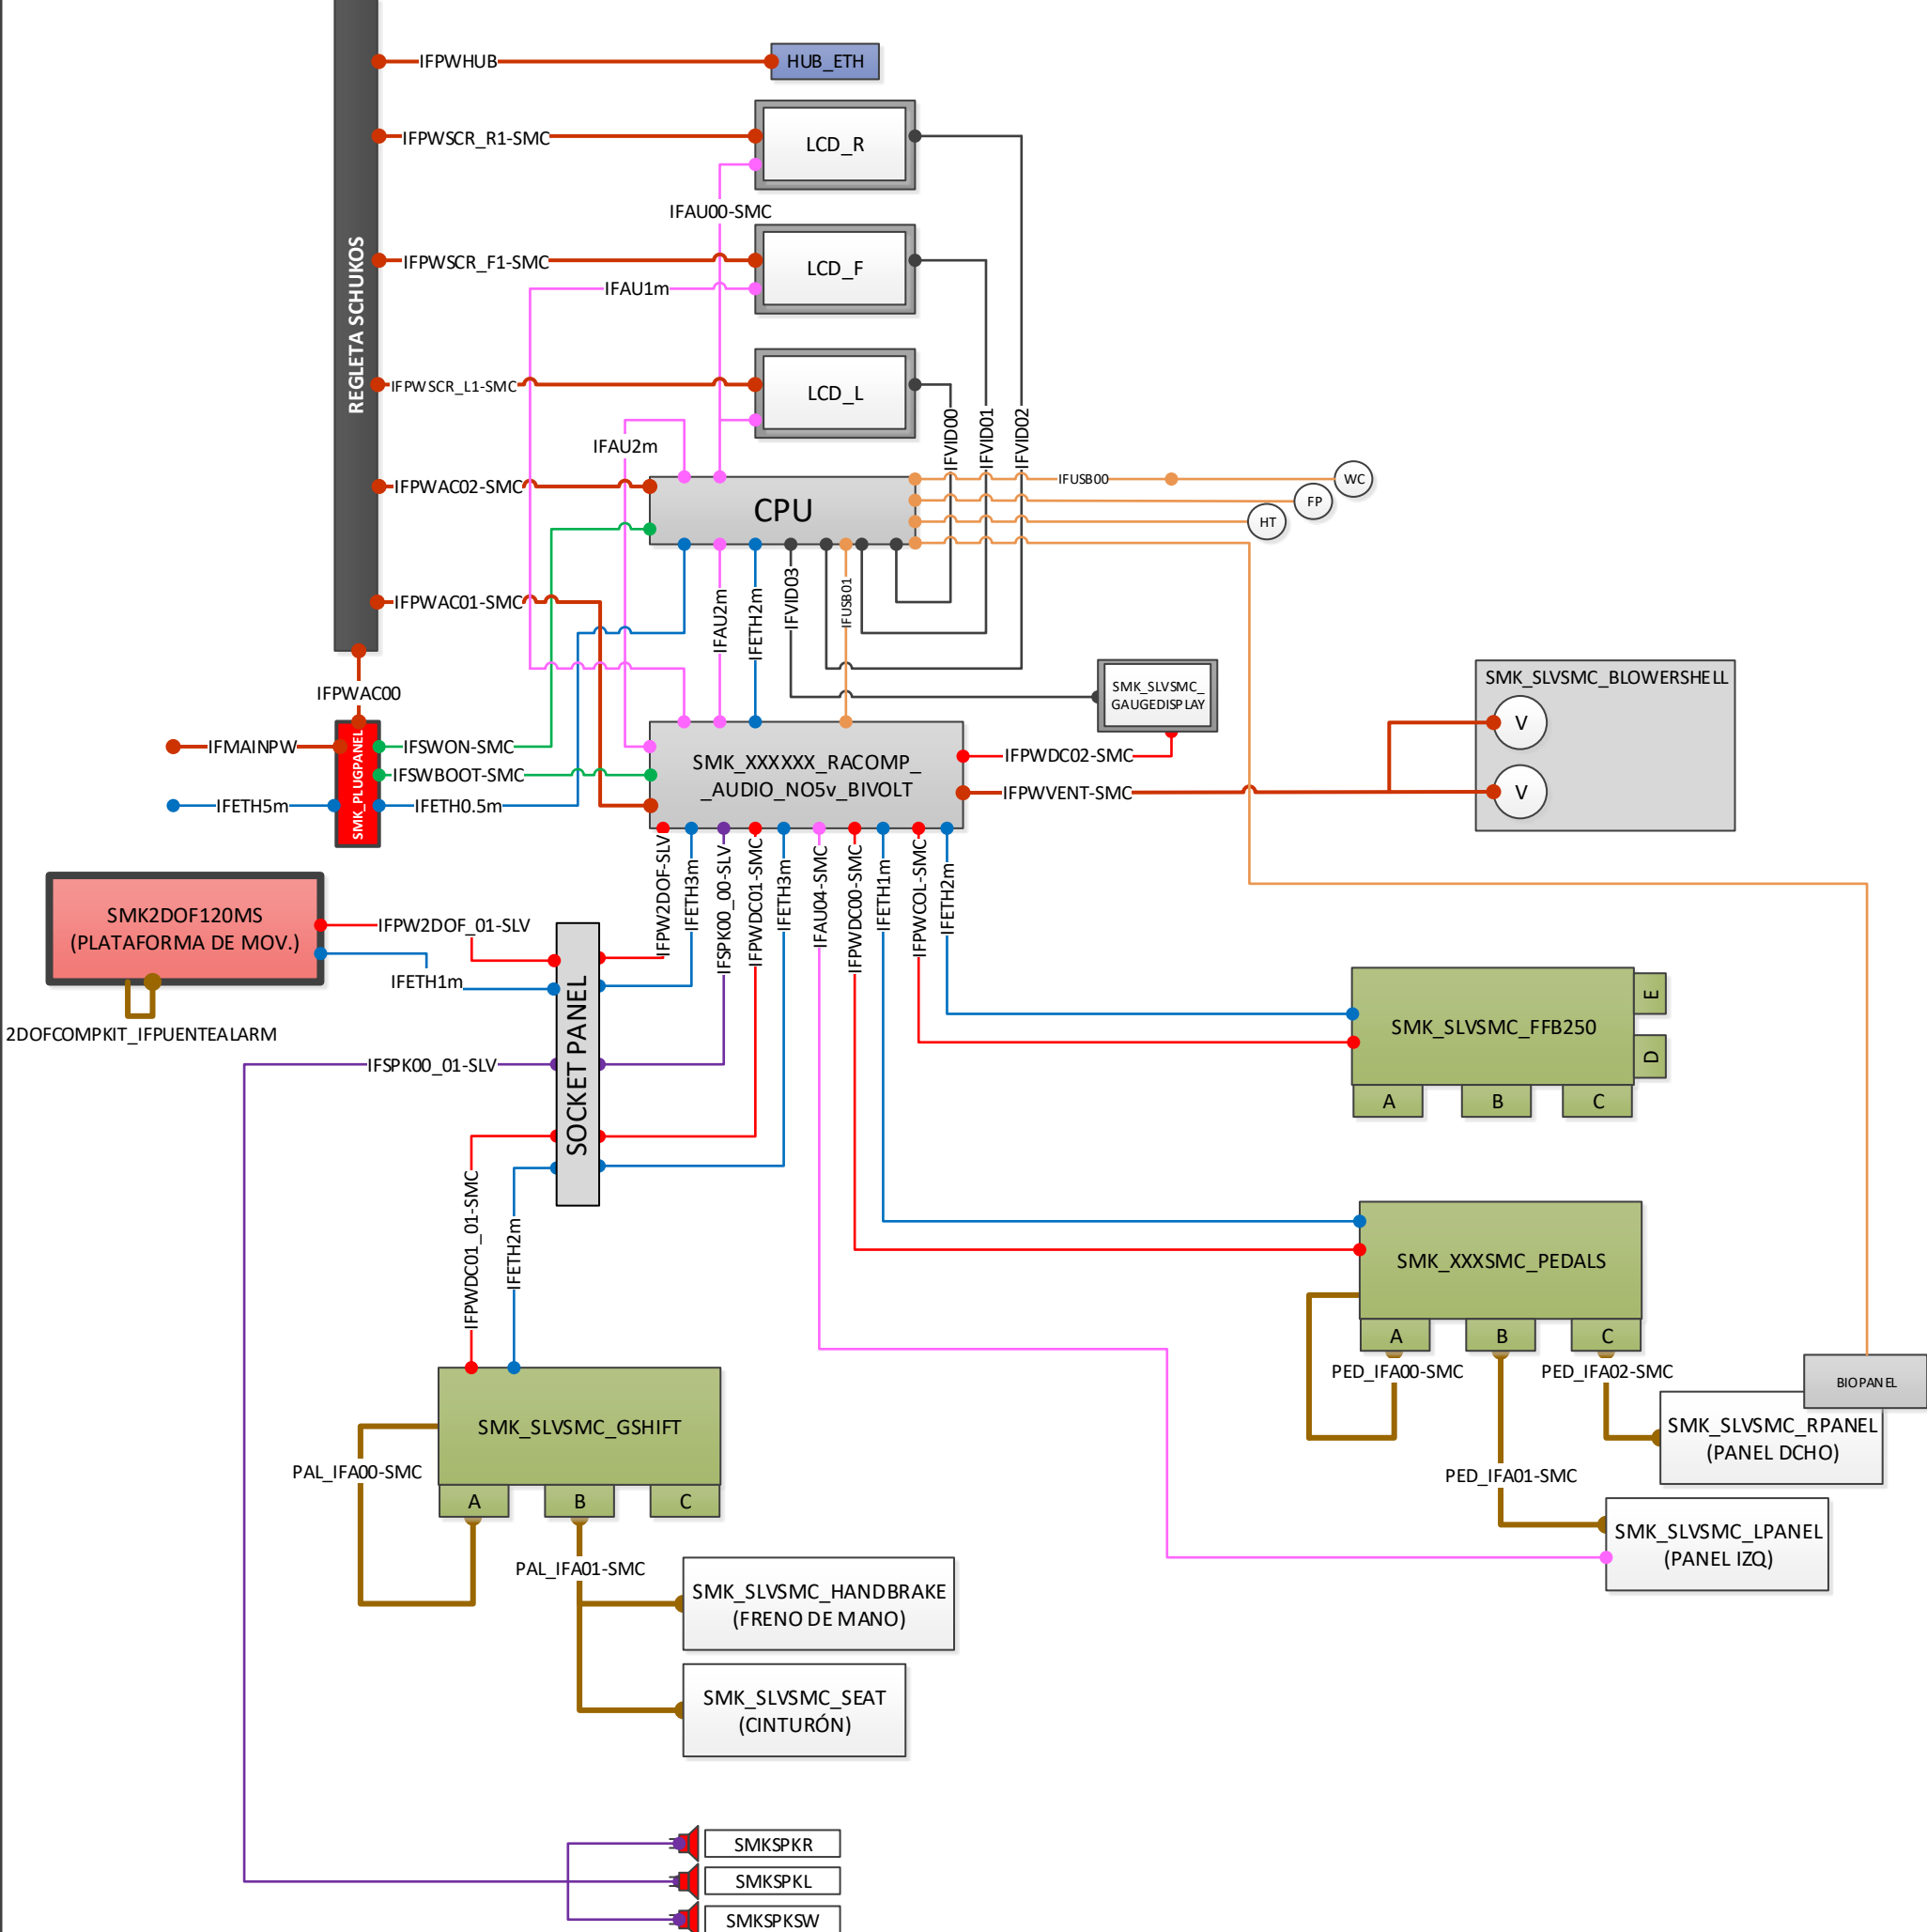 IFPWHUB
HUB_ETH
IFPWSCR_R1-SMC
LCD_R
IFAU00-SMC
REGLETA SCHUKOS
IFPWSCR_F1-SMC
LCD_F
IFAU1m
IFPWSCR_L1-SMC
LCD_L
IFVID00
IFVID01
IFVID02
IFAU2m
IFPWAC02-SMC
CPU
IFUSB00
WC
FP
HT
IFPWAC01-SMC
IFAU2m
IFETH2m
IFVID03
IFUSB01
IFPWAC00
SMK_SLVSMC_
GAUGEDISPLAY
SMK_SLVSMC_BLOWERSHELL
V
V
IFMAINPW
SMK_PLUGPANEL
IFSWON-SMC
IFSWBOOT-SMC
IFETH5m
IFETH0.5m
SMK_XXXXXX_RACOMP_
_AUDIO_NO5v_BIVOLT
IFPWDC02-SMC
IFPWVENT-SMC
IFPW2DOF-SLV
IFETH3m
IFSPK00_00-SLV
IFPWDC01-SMC
IFETH3m
IFAU04-SMC
IFPWDC00-SMC
IFETH1m
IFPWCOL-SMC
IFETH2m
SMK2DOF120MS
(PLATAFORMA DE MOV.)
IFPW2DOF_01-SLV
IFETH1m
2DOFCOMPKIT_IFPUENTEALARM
SOCKET PANEL
IFSPK00_01-SLV
SMK_SLVSMC_FFB250
E
D
A
B
C
IFPWDC01_01-SMC
IFETH2m
SMK_XXXSMC_PEDALS
A
B
C
PED_IFA00-SMC
PED_IFA02-SMC
BIOPANEL
SMK_SLVSMC_RPANEL
(PANEL DCHO)
PED_IFA01-SMC
SMK_SLVSMC_LPANEL
(PANEL IZQ)
SMK_SLVSMC_GSHIFT
PAL_IFA00-SMC
A
B
C
PAL_IFA01-SMC
SMK_SLVSMC_HANDBRAKE
(FRENO DE MANO)
SMK_SLVSMC_SEAT
(CINTURÓN)
SMKSPKR
SMKSPKL
SMKSPKSW